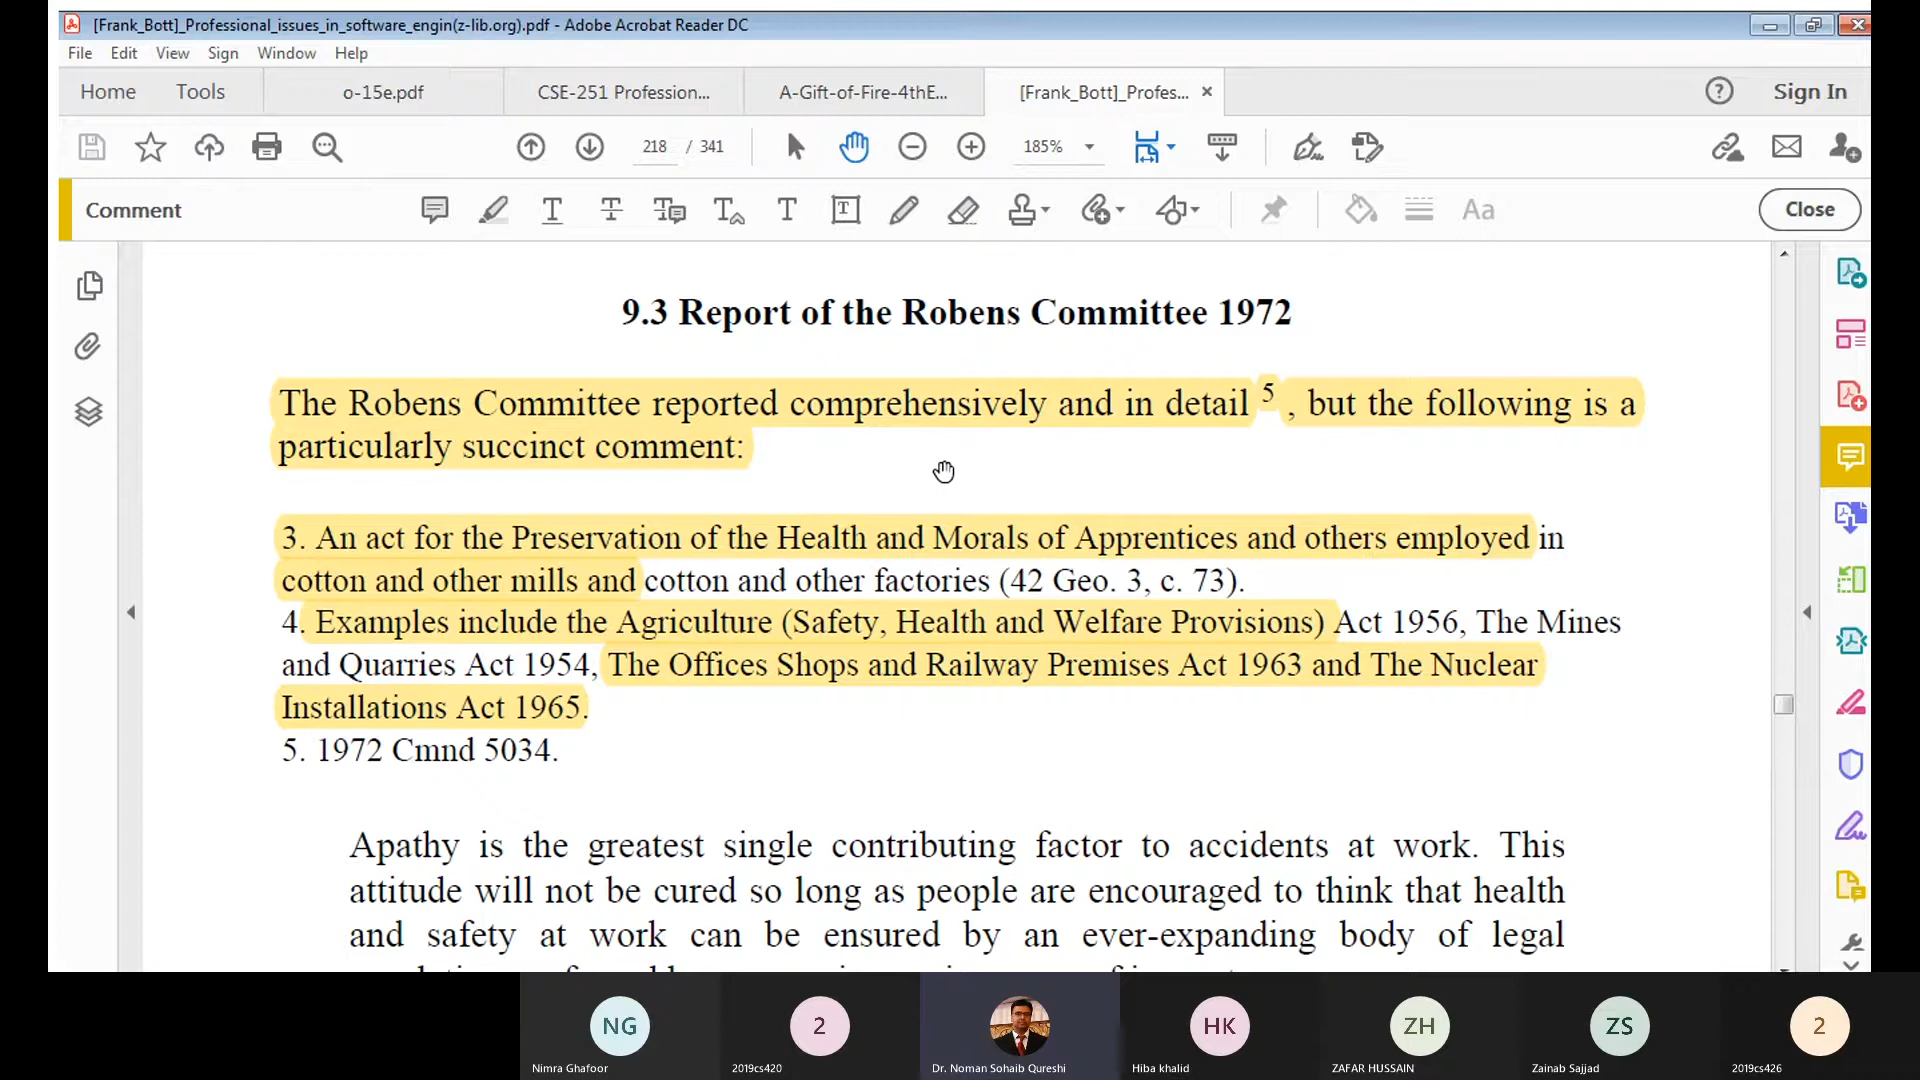 [Frank_Bott]_Professional_issues_in_software_engin(z-lib.org).pdf - Adobe Acrobat Reader DC
File Edit View Sign Window Help
Home Tools o-15e.pdf CSE-251 Profession... A-Gift-of-Fire-4thE... [Frank_Bott]_Profes... × ? Sign In
218 / 341 185%
Comment T T T T T T Aa Close
9.3 Report of the Robens Committee 1972
The Robens Committee reported comprehensively and in detail 5 , but the following is a
particularly succinct comment:
3. An act for the Preservation of the Health and Morals of Apprentices and others employed in
cotton and other mills and cotton and other factories (42 Geo. 3, c. 73).
4. Examples include the Agriculture (Safety, Health and Welfare Provisions) Act 1956, The Mines
and Quarries Act 1954, The Offices Shops and Railway Premises Act 1963 and The Nuclear
Installations Act 1965.
5. 1972 Cmnd 5034.
Apathy is the greatest single contributing factor to accidents at work. This
attitude will not be cured so long as people are encouraged to think that health
and safety at work can be ensured by an ever-expanding body of legal
NG 2 HK ZH ZS 2
Nimra Ghafoor 2019cs420 Dr. Noman Sohaib Qureshi Hiba khalid ZAFAR HUSSAIN Zainab Sajjad 2019cs426